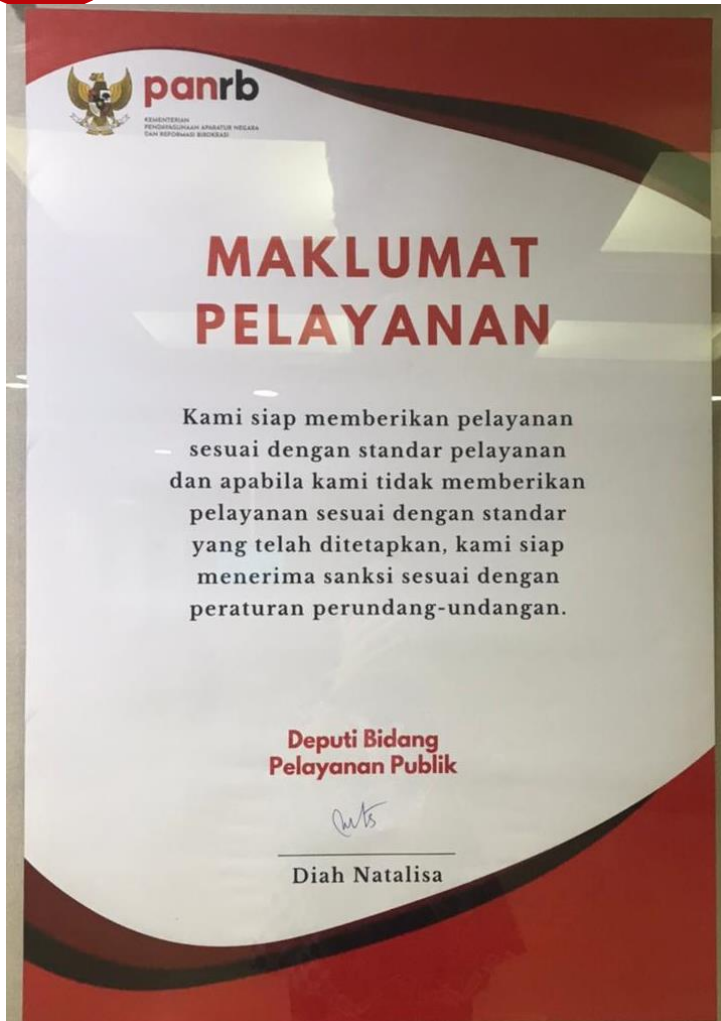 panrb
KEMENTERIAN
PENDAYAGUNAAN APARATUR NEGARA
DAN REFORMASI BIROKRASI
MAKLUMAT
PELAYANAN
Kami siap memberikan pelayanan
sesuai dengan standar pelayanan
dan apabila kami tidak memberikan
pelayanan sesuai dengan standar
yang telah ditetapkan, kami siap
menerima sanksi sesuai dengan
peraturan perundang-undangan.
Deputi Bidang
Pelayanan Publik
Diah Natalisa